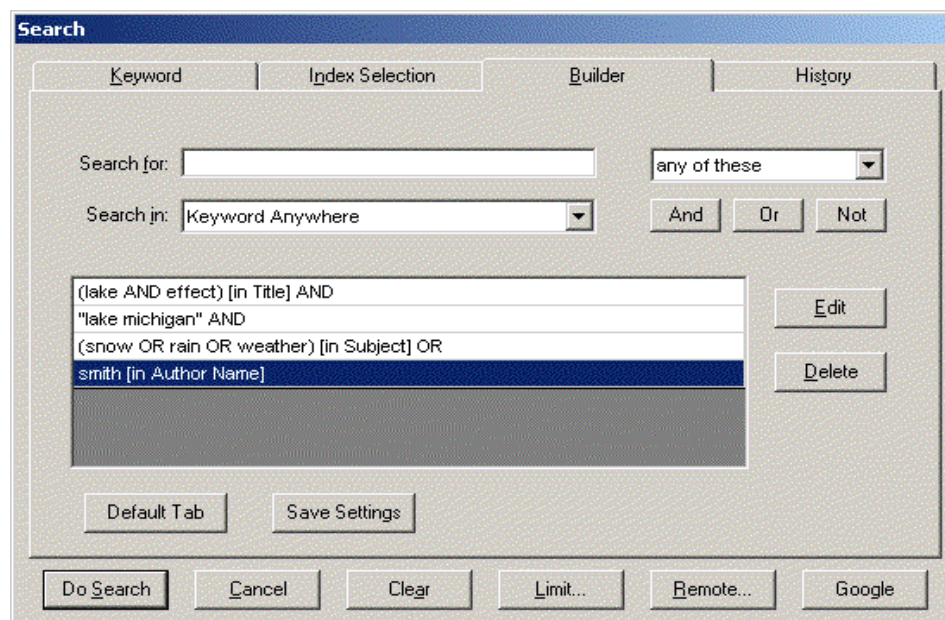 Search
Keyword Index Selection Builder History
Search for: any of these
Search in: Keyword Anywhere And Or Not
(lake AND effect) [in Title] AND
"lake michigan" AND
(snow OR rain OR weather) [in Subject] OR
smith [in Author Name]
Edit
Delete
Default Tab Save Settings
Do Search Cancel Clear Limit... Remote... Google